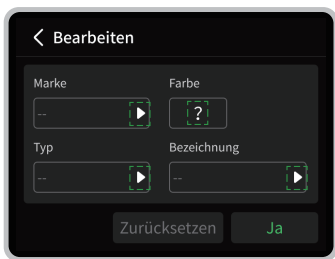 Bearbeiten
Marke Farbe
-- ?
Typ Bezeichnung
-- --
Zurücksetzen Ja